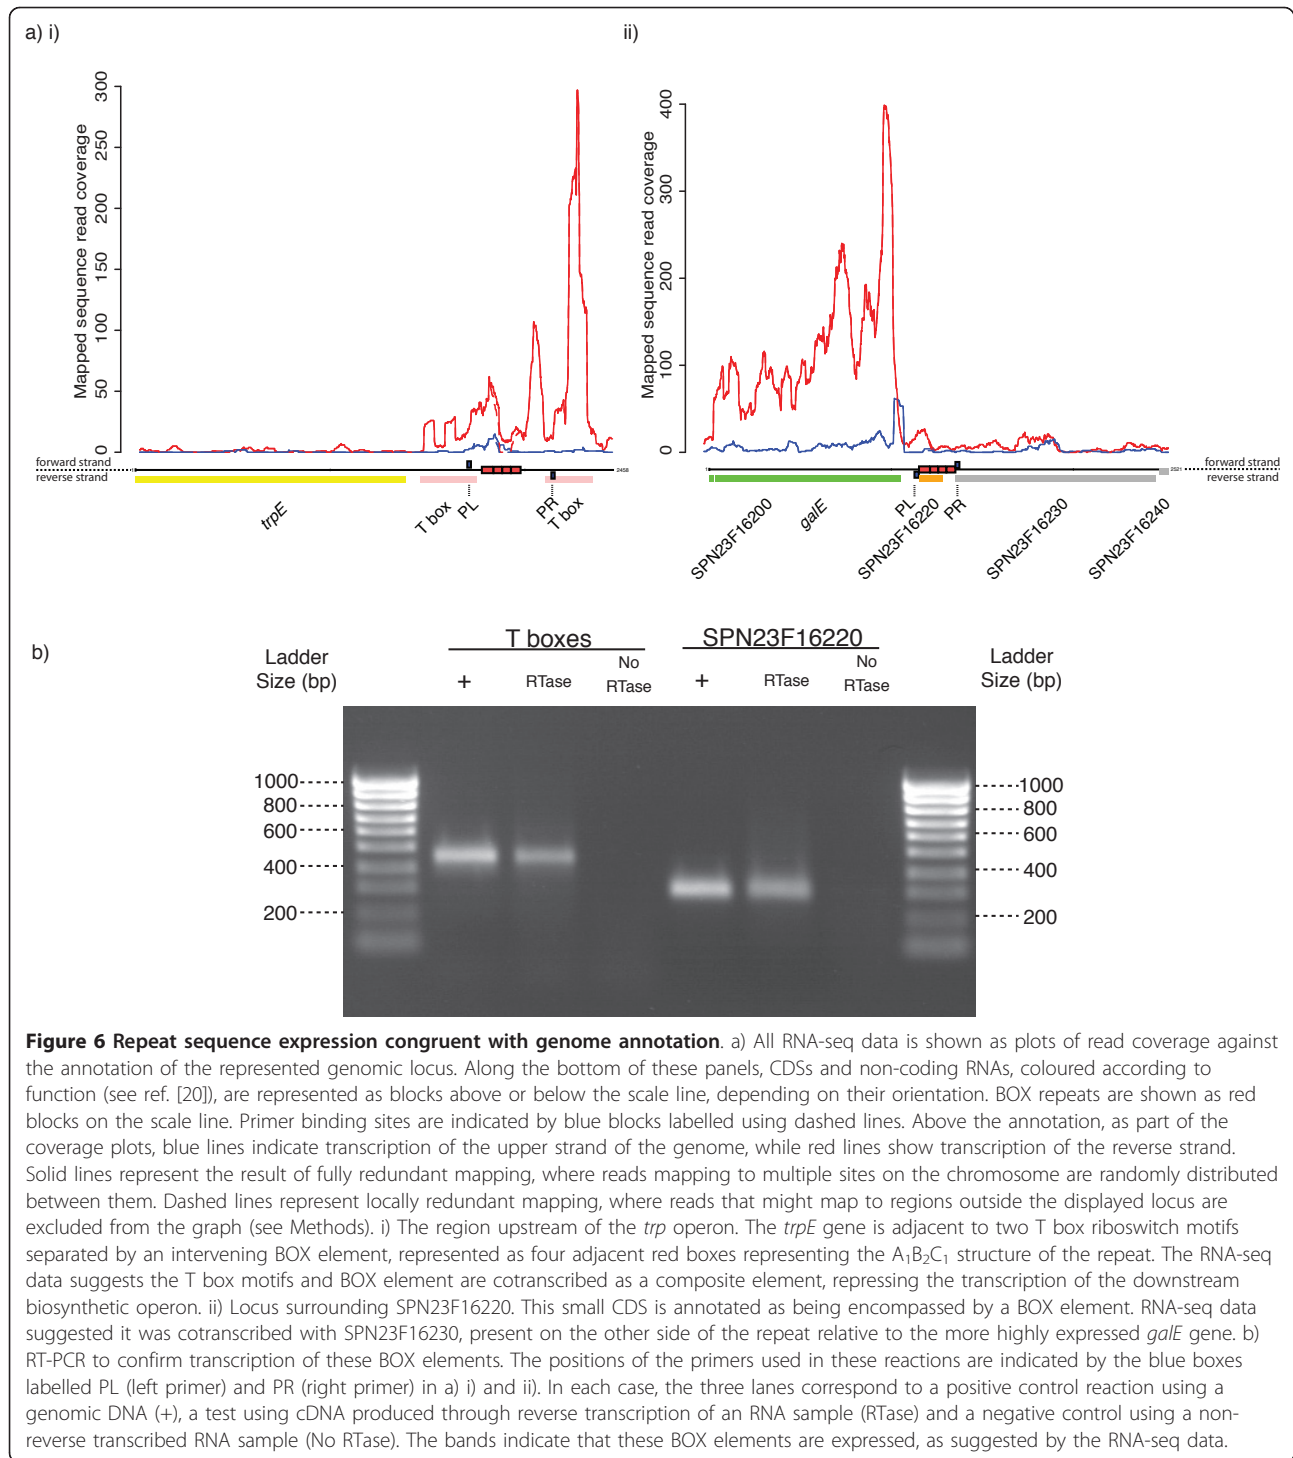 a) i)
ii)
Mapped sequence read coverage
0
50
100
150
200
250
300
forward strand
reverse strand
2458
trpE
T box
PL
PR
T box
Mapped sequence read coverage
0
100
200
300
400
forward strand
reverse strand
2521
SPN23F16200
galE
PL
SPN23F16220
PR
SPN23F16230
SPN23F16240
b)
Ladder
Size (bp)
T boxes
+
RTase
No
RTase
SPN23F16220
+
RTase
No
RTase
Ladder
Size (bp)
1000
800
600
400
200
1000
800
600
400
200
Figure 6 Repeat sequence expression congruent with genome annotation. a) All RNA-seq data is shown as plots of read coverage against
the annotation of the represented genomic locus. Along the bottom of these panels, CDSs and non-coding RNAs, coloured according to
function (see ref. [20]), are represented as blocks above or below the scale line, depending on their orientation. BOX repeats are shown as red
blocks on the scale line. Primer binding sites are indicated by blue blocks labelled using dashed lines. Above the annotation, as part of the
coverage plots, blue lines indicate transcription of the upper strand of the genome, while red lines show transcription of the reverse strand.
Solid lines represent the result of fully redundant mapping, where reads mapping to multiple sites on the chromosome are randomly distributed
between them. Dashed lines represent locally redundant mapping, where reads that might map to regions outside the displayed locus are
excluded from the graph (see Methods). i) The region upstream of the trp operon. The trpE gene is adjacent to two T box riboswitch motifs
separated by an intervening BOX element, represented as four adjacent red boxes representing the A₁B₂C₁ structure of the repeat. The RNA-seq
data suggests the T box motifs and BOX element are cotranscribed as a composite element, repressing the transcription of the downstream
biosynthetic operon. ii) Locus surrounding SPN23F16220. This small CDS is annotated as being encompassed by a BOX element. RNA-seq data
suggested it was cotranscribed with SPN23F16230, present on the other side of the repeat relative to the more highly expressed galE gene. b)
RT-PCR to confirm transcription of these BOX elements. The positions of the primers used in these reactions are indicated by the blue boxes
labelled PL (left primer) and PR (right primer) in a) i) and ii). In each case, the three lanes correspond to a positive control reaction using a
genomic DNA (+), a test using cDNA produced through reverse transcription of an RNA sample (RTase) and a negative control using a non-
reverse transcribed RNA sample (No RTase). The bands indicate that these BOX elements are expressed, as suggested by the RNA-seq data.